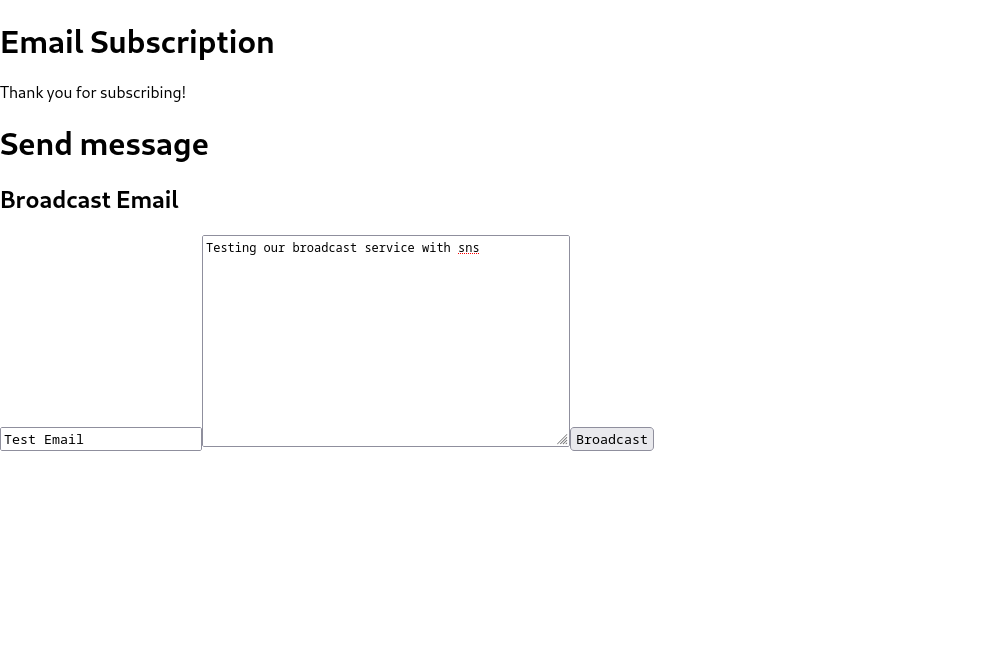 Email Subscription
Thank you for subscribing!
Send message
Broadcast Email
Testing our broadcast service with sns
Test Email
Broadcast